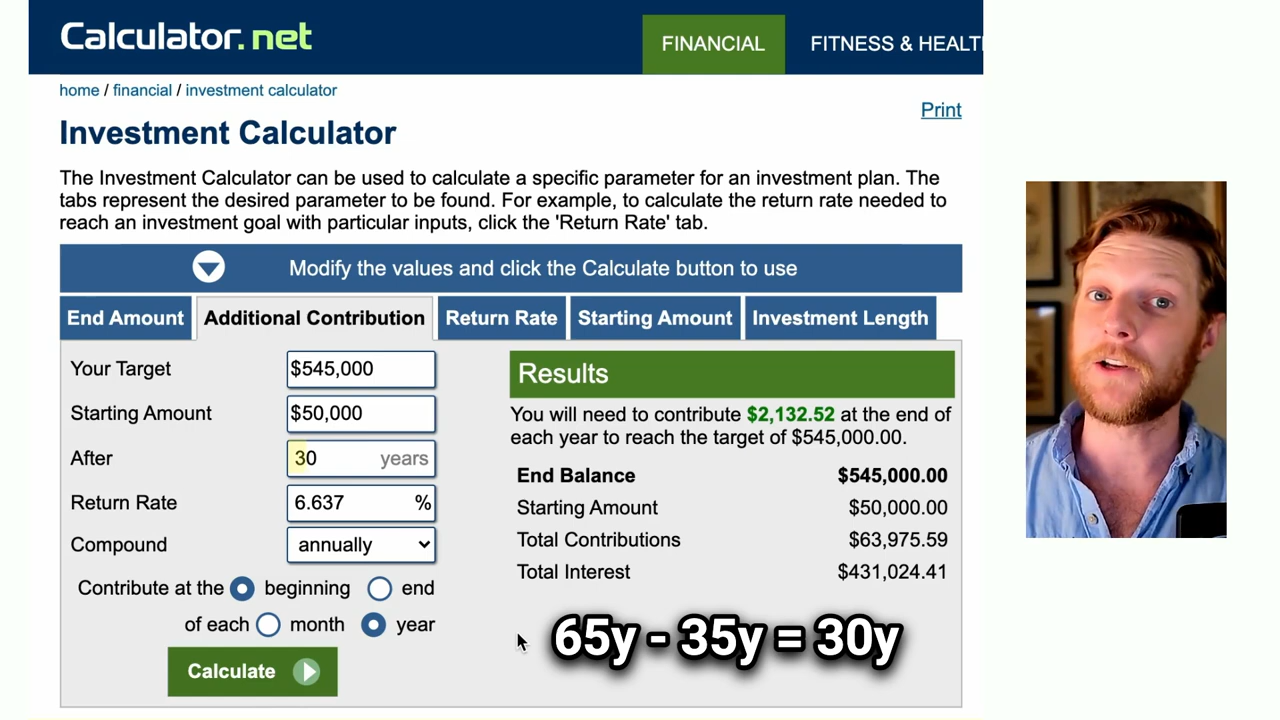 Calculator.net
FINANCIAL
FITNESS & HEALT
home / financial / investment calculator
Print
Investment Calculator
The Investment Calculator can be used to calculate a specific parameter for an investment plan. The
tabs represent the desired parameter to be found. For example, to calculate the return rate needed to
reach an investment goal with particular inputs, click the 'Return Rate' tab.
Modify the values and click the Calculate button to use
End Amount
Additional Contribution
Return Rate
Starting Amount
Investment Length
Your Target $545,000
Starting Amount $50,000
After 30 years
Return Rate 6.637 %
Compound annually
Contribute at the beginning end
of each month year
Calculate
Results
You will need to contribute $2,132.52 at the end of
each year to reach the target of $545,000.00.
End Balance $545,000.00
Starting Amount $50,000.00
Total Contributions $63,975.59
Total Interest $431,024.41
65y - 35y = 30y